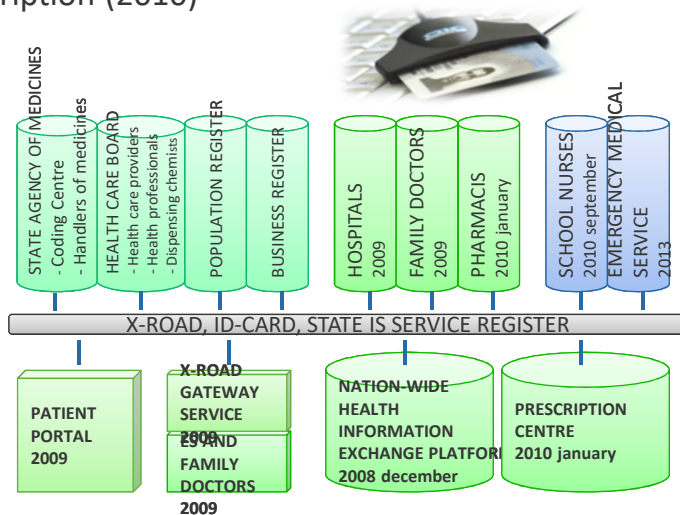 ription (2010)
STATE AGENCY OF MEDICINES
- Coding Centre
- Handlers of medicines
HEALTH CARE BOARD
- Health care providers
- Health professionals
- Dispensing chemists
POPULATION REGISTER
BUSINESS REGISTER
HOSPITALS
2009
FAMILY DOCTORS
2009
PHARMACIS
2010 january
SCHOOL NURSES
2010 september
EMERGENCY MEDICAL
SERVICE
2013
X-ROAD, ID-CARD, STATE IS SERVICE REGISTER
PATIENT
PORTAL
2009
X-ROAD
GATEWAY
SERVICE
2009
ES AND
FAMILY
DOCTORS
2009
NATION-WIDE
HEALTH
INFORMATION
EXCHANGE PLATFOR
2008 december
PRESCRIPTION
CENTRE
2010 january